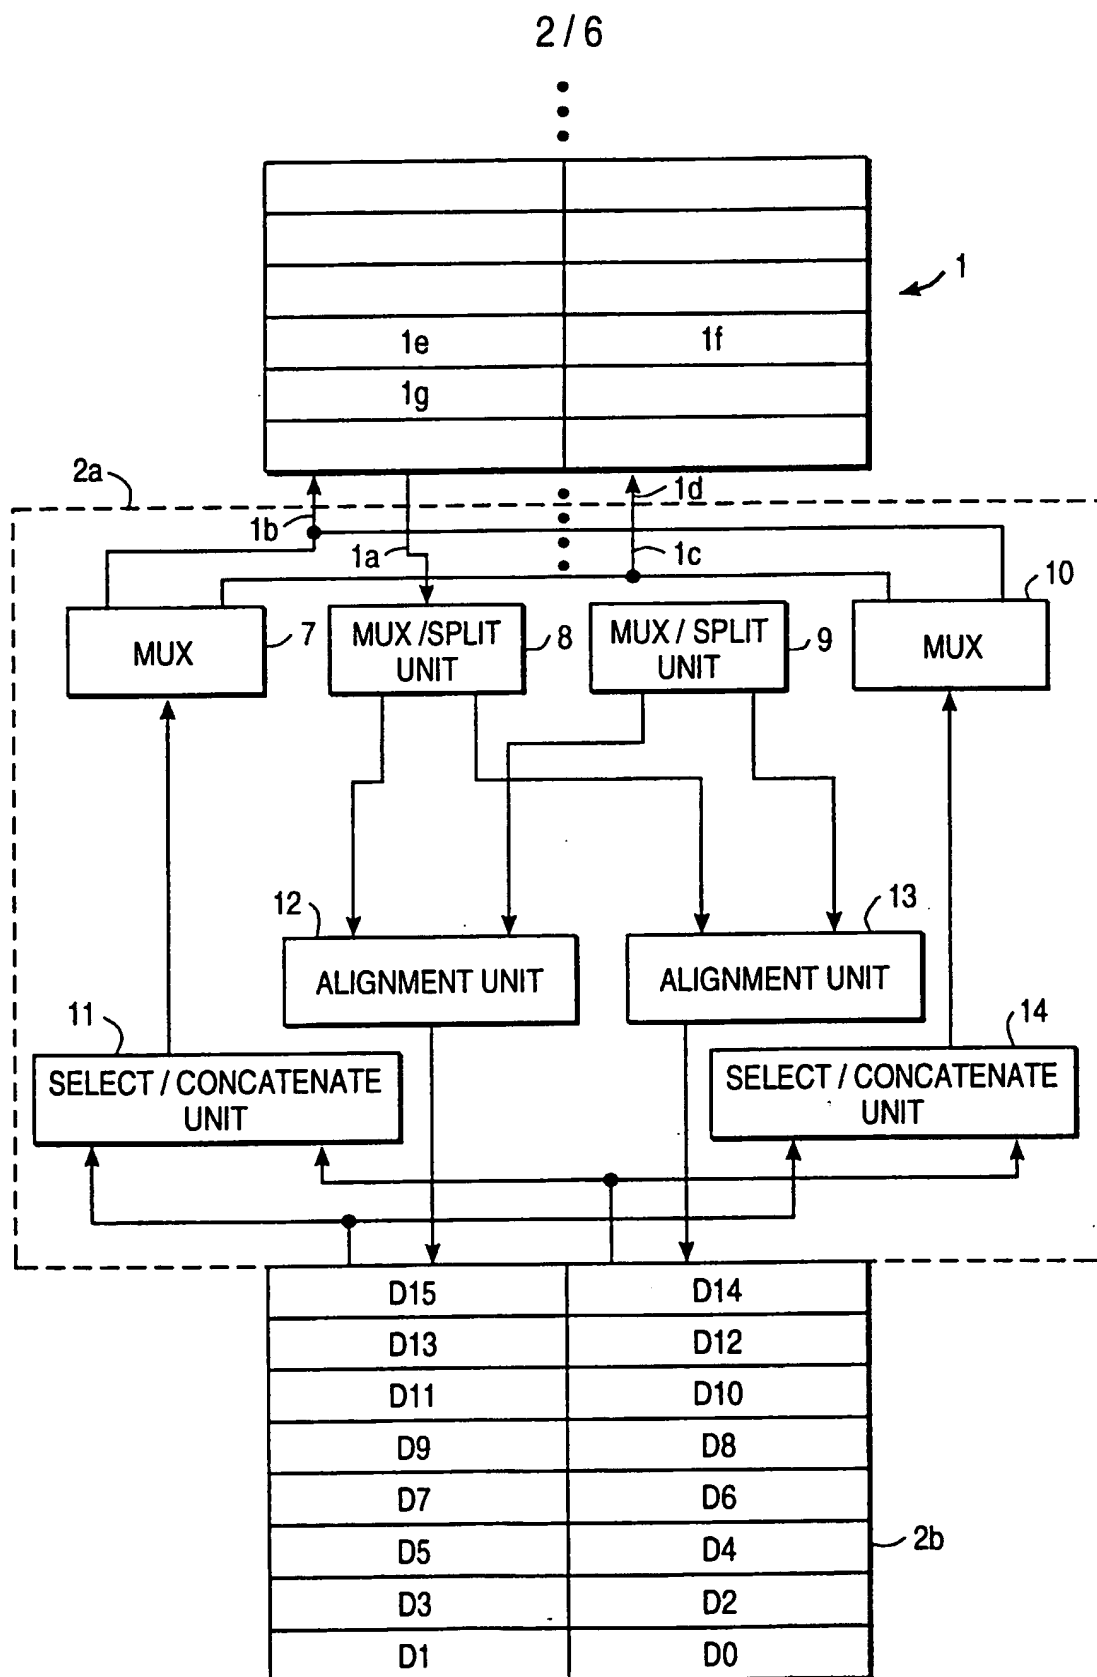 2 / 6
1
1e 1f
1g
2a
1b
1a
1d
1c
10
MUX
7
MUX /SPLIT
UNIT
8
MUX / SPLIT
UNIT
9
MUX
12
13
ALIGNMENT UNIT
ALIGNMENT UNIT
11
14
SELECT / CONCATENATE
UNIT
SELECT / CONCATENATE
UNIT
D15 D14
D13 D12
D11 D10
D9 D8
D7 D6
D5 D4
2b
D3 D2
D1 D0